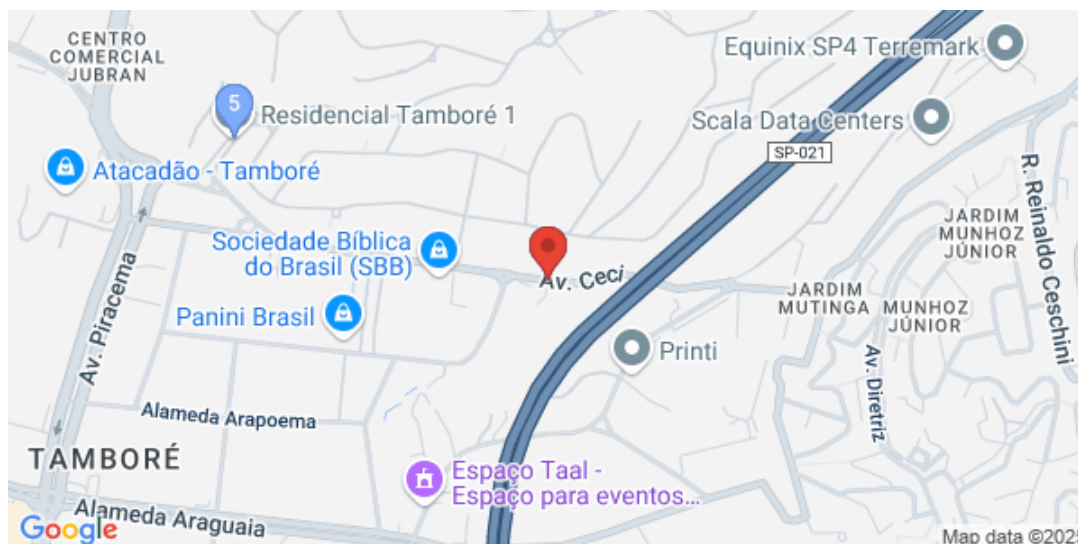 CENTRO
COMERCIAL
JUBRAN
Equinix SP4 Terremark
5
Residencial Tamboré 1
Scala Data Centers
SP-021
Atacadão - Tamboré
R. Reinaldo Ceschini
JARDIM
MUNHOZ
JÚNIOR
Sociedade Bíblica
do Brasil (SBB)
Av. Ceci
JARDIM
MUTINGA
MUNHOZ
JÚNIOR
Panini Brasil
Av. Piracema
Printi
Av. Diretriz
Alameda Arapoema
TAMBORÉ
Espaço Taal -
Espaço para eventos...
Alameda Araguaia
Google
Map data ©2025